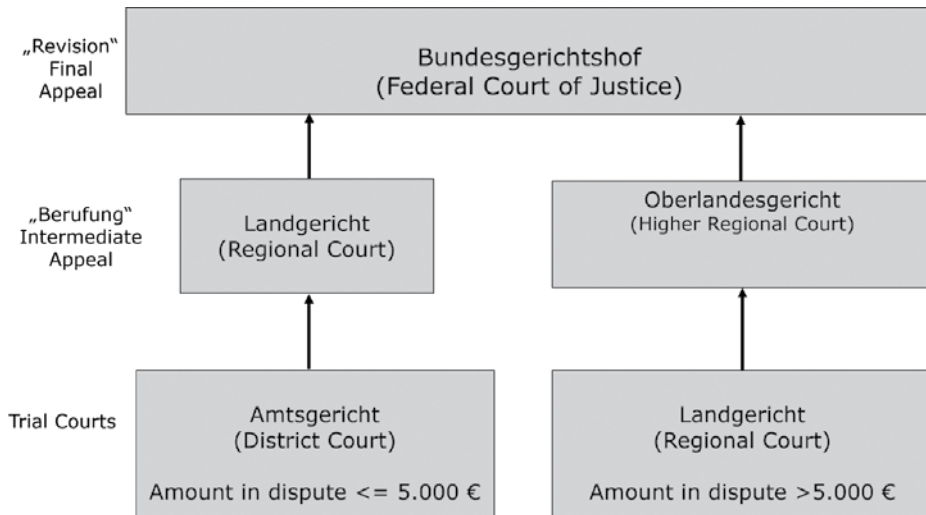 „Revision“
Final
Appeal
Bundesgerichtshof
(Federal Court of Justice)
„Berufung“
Intermediate
Appeal
Landgericht
(Regional Court)
Oberlandesgericht
(Higher Regional Court)
Trial Courts
Amtsgericht
(District Court)
Amount in dispute <= 5.000 €
Landgericht
(Regional Court)
Amount in dispute >5.000 €